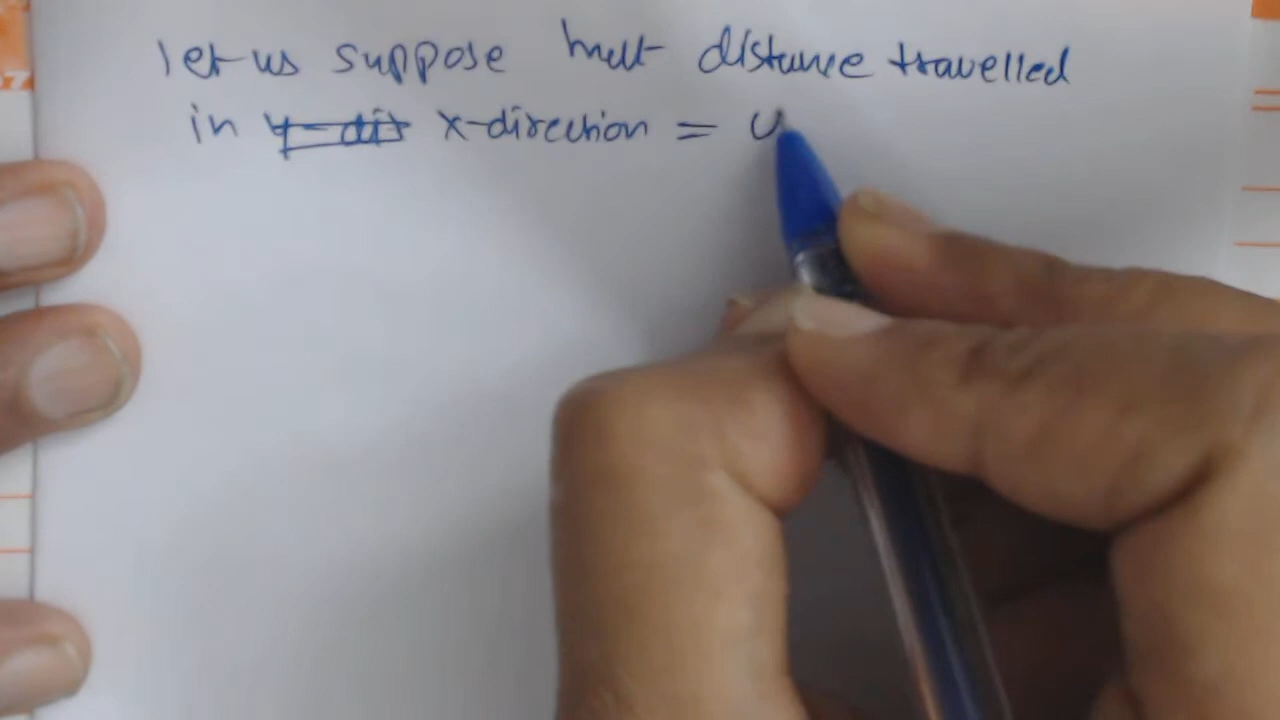 let us suppose that distance travelled
in x-direction = u